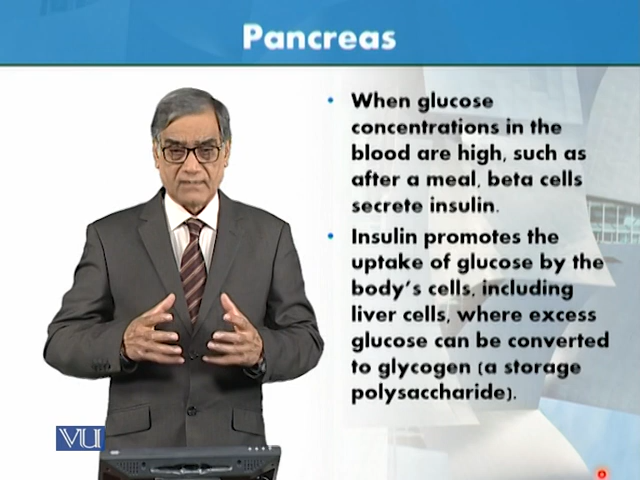 Pancreas
• When glucose
concentrations in the
blood are high, such as
after a meal, beta cells
secrete insulin.
• Insulin promotes the
uptake of glucose by the
body's cells, including
liver cells, where excess
glucose can be converted
to glycogen (a storage
polysaccharide).
VU